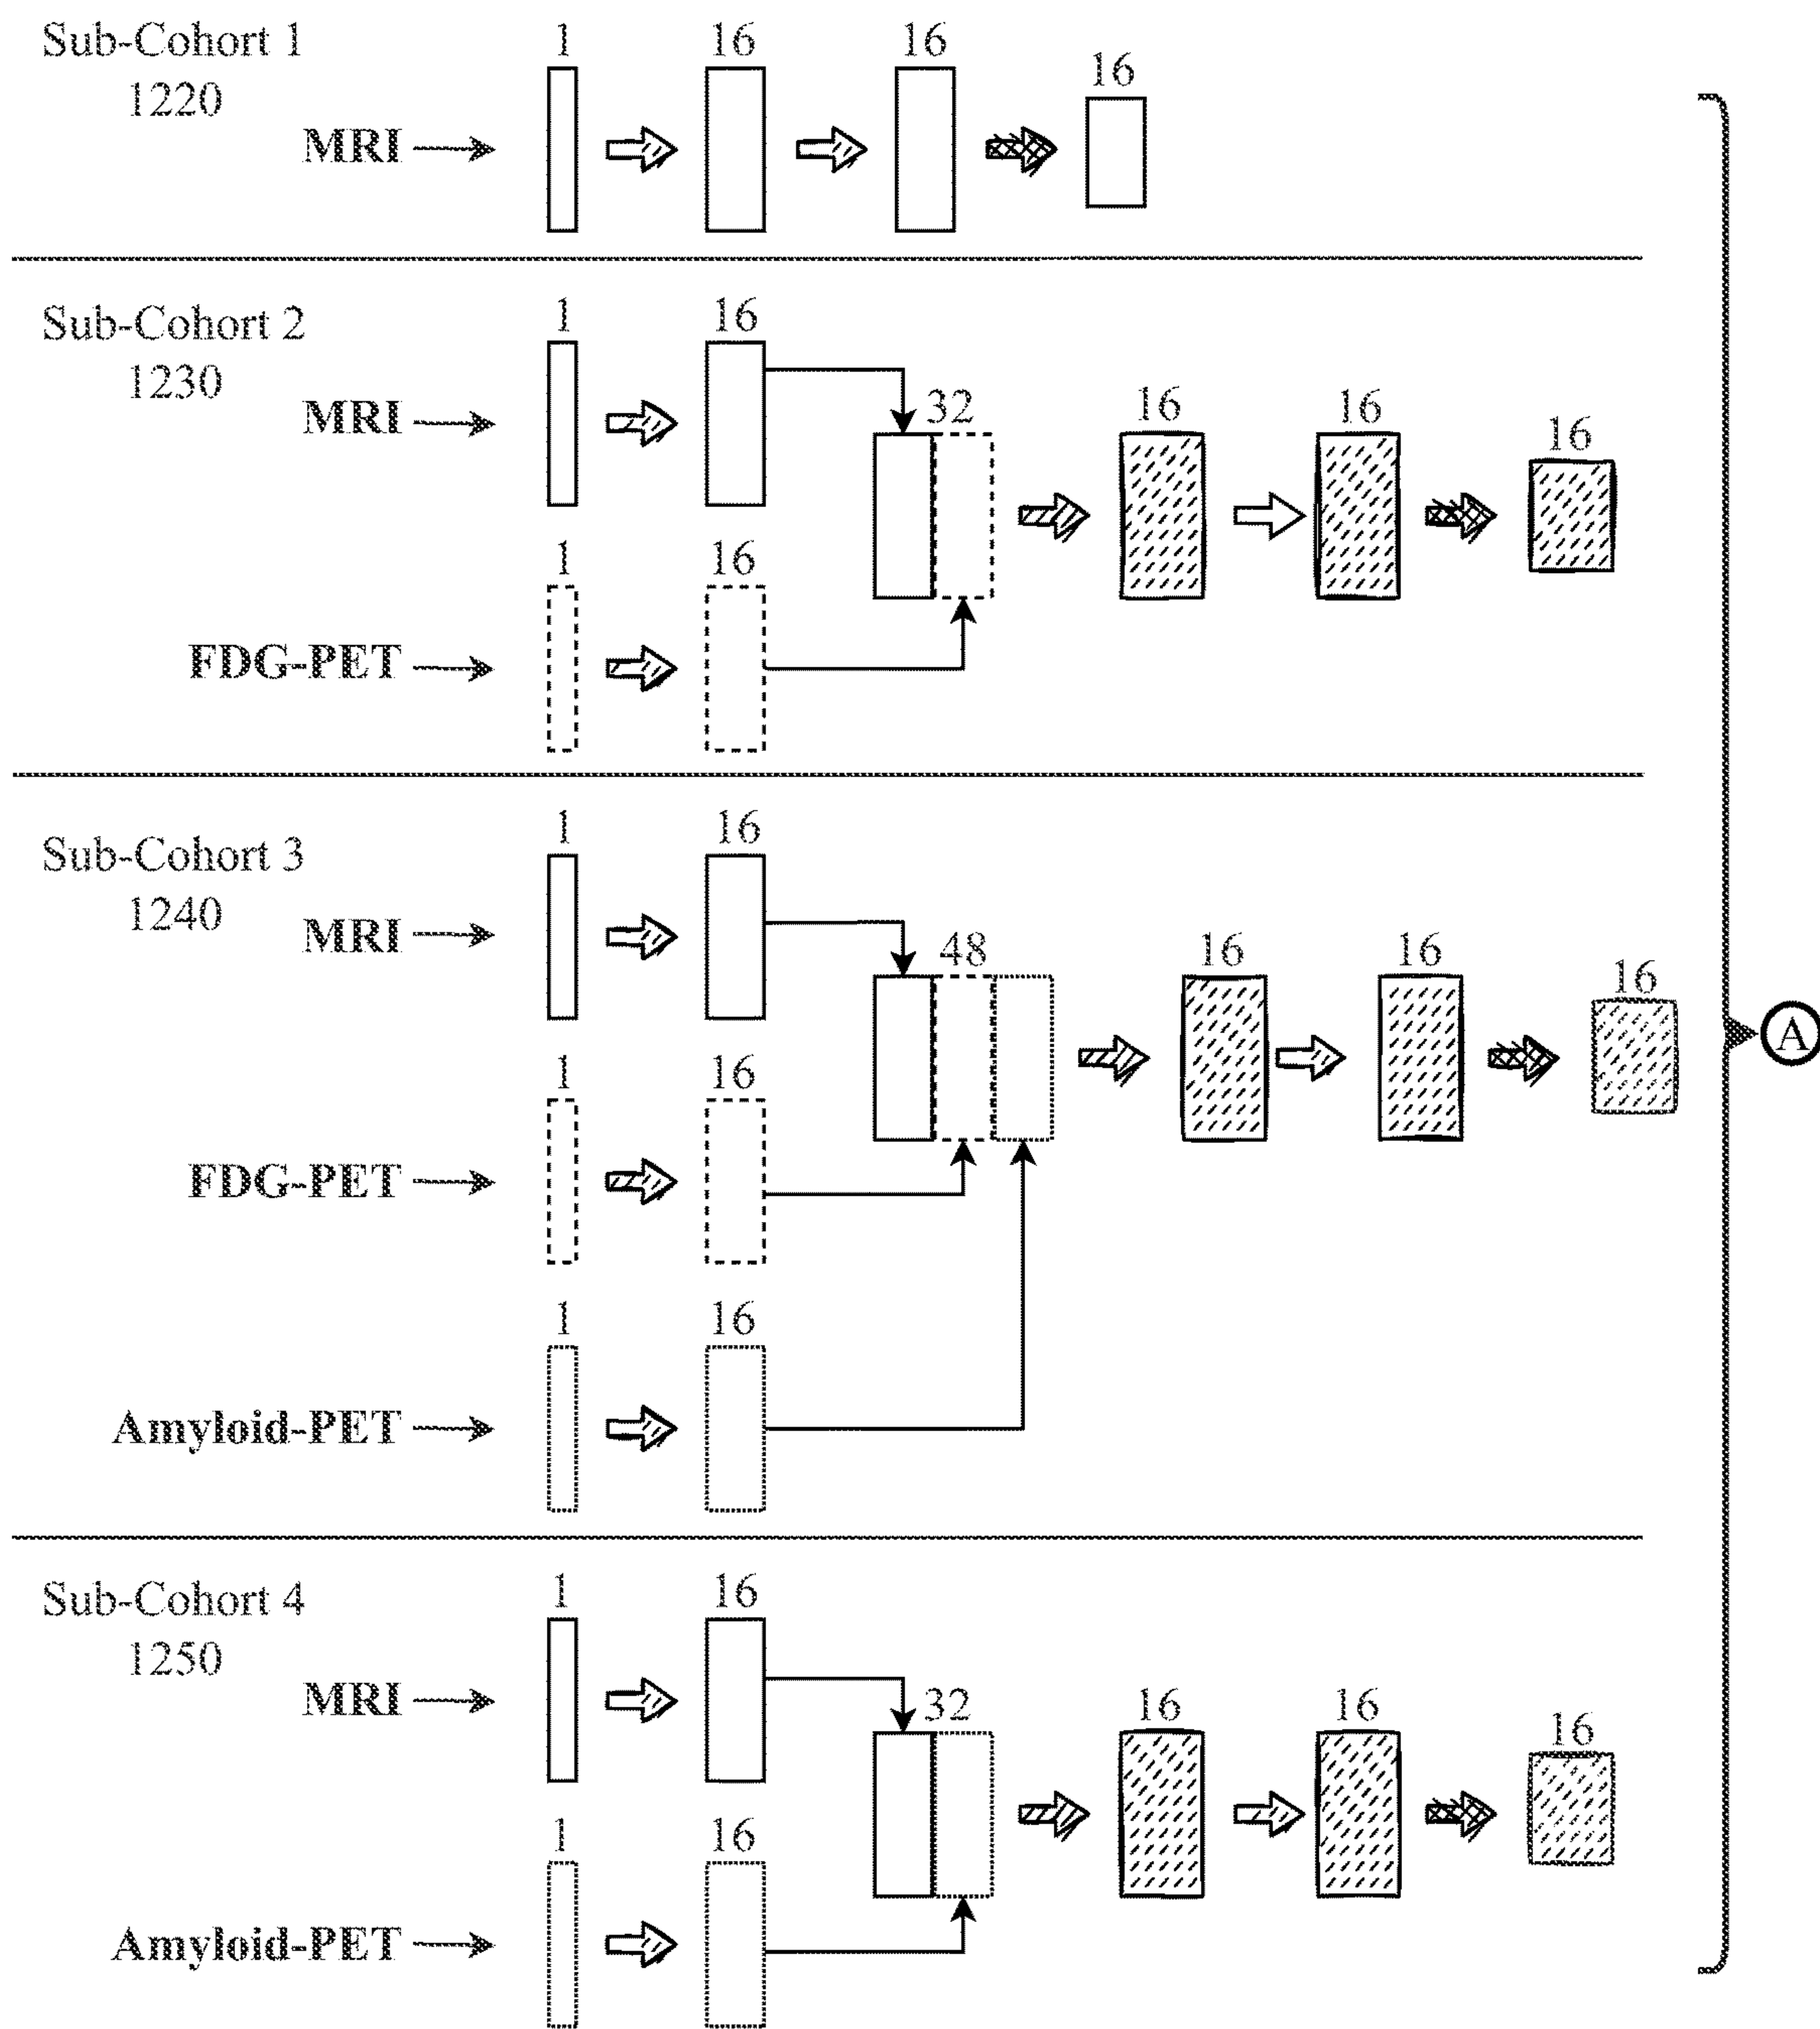 Sub-Cohort 1
1220
1 16 16 16
MRI
Sub-Cohort 2
1230
1 16
MRI
32 16 16 16
1 16
FDG-PET
Sub-Cohort 3
1240
1 16
MRI
48 16 16 16
A
1 16
FDG-PET
1 16
Amyloid-PET
Sub-Cohort 4
1250
1 16
MRI
32 16 16 16
1 16
Amyloid-PET